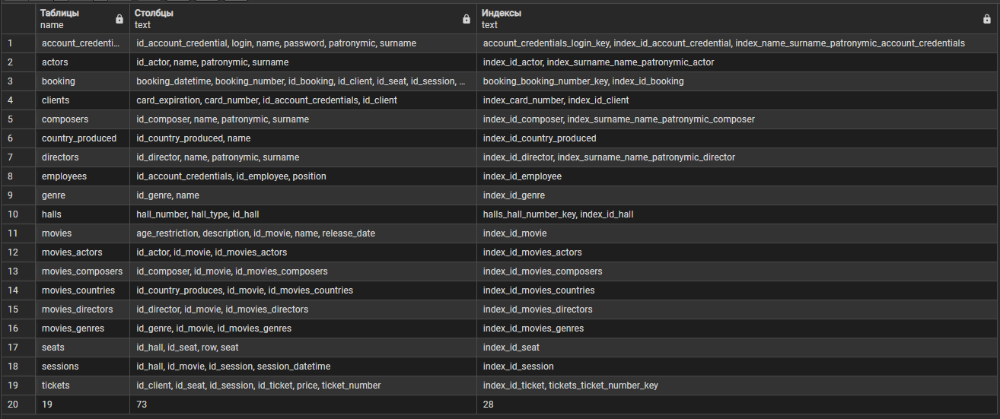 Таблицы Столбцы Индексы
name text text
1 account_credenti... id_account_credential, login, name, password, patronymic, surname account_credentials_login_key, index_id_account_credential, index_name_surname_patronymic_account_credentials
2 actors id_actor, name, patronymic, surname index_id_actor, index_surname_name_patronymic_actor
3 booking booking_datetime, booking_number, id_booking, id_client, id_seat, id_session, ... booking_booking_number_key, index_id_booking
4 clients card_expiration, card_number, id_account_credentials, id_client index_card_number, index_id_client
5 composers id_composer, name, patronymic, surname index_id_composer, index_surname_name_patronymic_composer
6 country_produced id_country_produced, name index_id_country_produced
7 directors id_director, name, patronymic, surname index_id_director, index_surname_name_patronymic_director
8 employees id_account_credentials, id_employee, position index_id_employee
9 genre id_genre, name index_id_genre
10 halls hall_number, hall_type, id_hall halls_hall_number_key, index_id_hall
11 movies age_restriction, description, id_movie, name, release_date index_id_movie
12 movies_actors id_actor, id_movie, id_movies_actors index_id_movies_actors
13 movies_composers id_composer, id_movie, id_movies_composers index_id_movies_composers
14 movies_countries id_country_produces, id_movie, id_movies_countries index_id_movies_countries
15 movies_directors id_director, id_movie, id_movies_directors index_id_movies_directors
16 movies_genres id_genre, id_movie, id_movies_genres index_id_movies_genres
17 seats id_hall, id_seat, row, seat index_id_seat
18 sessions id_hall, id_movie, id_session, session_datetime index_id_session
19 tickets id_client, id_seat, id_session, id_ticket, price, ticket_number index_id_ticket, tickets_ticket_number_key
20 19 73 28